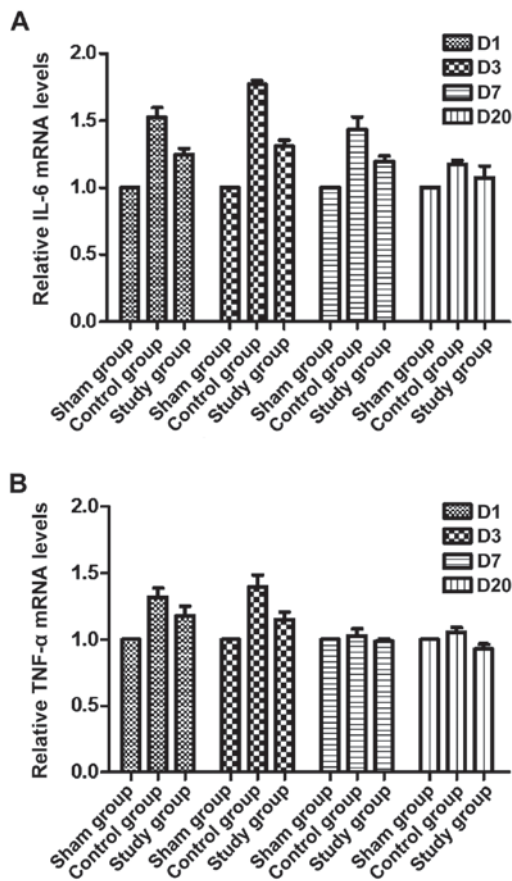 A
Relative IL-6 mRNA levels
2.0
1.5
1.0
0.5
0.0
D1
D3
D7
D20
Sham group
Control group
Study group
Sham group
Control group
Study group
Sham group
Control group
Study group
Sham group
Control group
Study group
B
Relative TNF-α mRNA levels
2.0
1.5
1.0
0.5
0.0
D1
D3
D7
D20
Sham group
Control group
Study group
Sham group
Control group
Study group
Sham group
Control group
Study group
Sham group
Control group
Study group